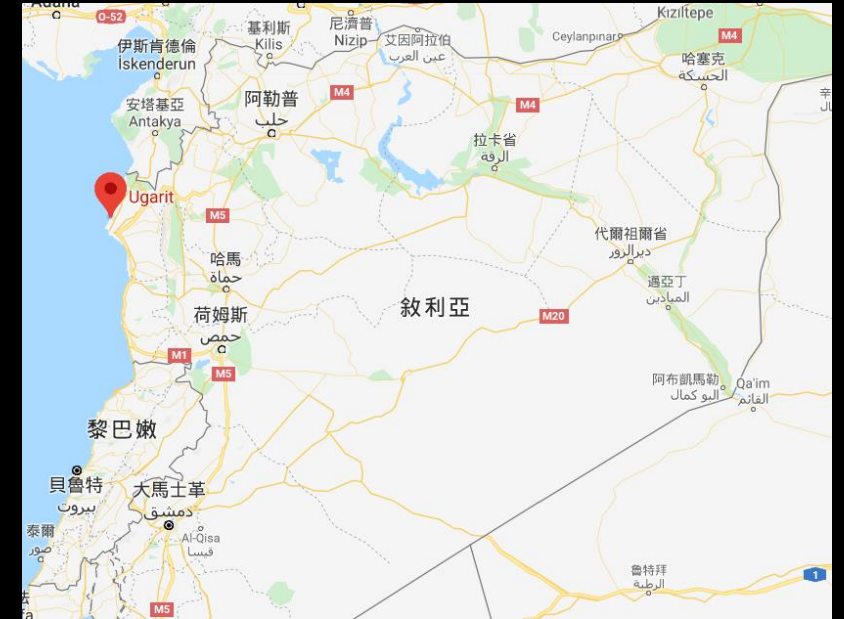 Adana
O-52
伊斯肯德倫
İskenderun
基利斯
Kilis
尼濟普
Nizip
艾因阿拉伯
عين العرب
Ceylanpınar
Kızıltepe
M4
哈塞克
الحسكة
安塔基亞
Antakya
阿勒普
حلب
M4
M4
辛
拉卡省
الرقة
Ugarit
M5
代爾祖爾省
ديرالزور
哈馬
حماة
邁亞丁
الميادين
荷姆斯
حمص
敘利亞
M20
M1
M5
阿布凱馬勒
البو كمال
Qa'im
القائم
黎巴嫩
貝魯特
بيروت
大馬士革
دمشق
泰爾
صور
Al-Qisa
قيسا
魯特拜
الرطبة
1
法
fa
M5